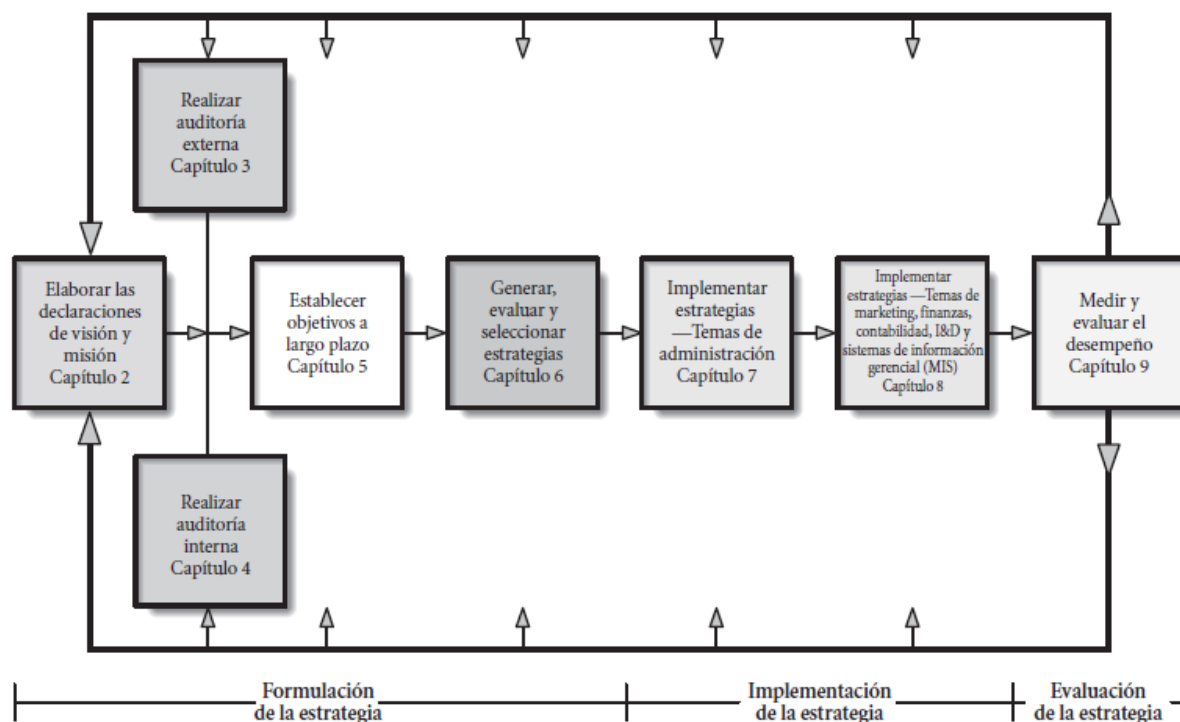 Realizar
auditoría
externa
Capítulo 3
Elaborar las
declaraciones
de visión y
misión
Capítulo 2
Establecer
objetivos a
largo plazo
Capítulo 5
Generar,
evaluar y
seleccionar
estrategias
Capítulo 6
Implementar
estrategias
—Temas de
administración
Capítulo 7
Implementar
estrategias —Temas de
marketing, finanzas,
contabilidad, I&D y
sistemas de información
gerencial (MIS)
Capítulo 8
Medir y
evaluar el
desempeño
Capítulo 9
Realizar
auditoría
interna
Capítulo 4
Formulación
de la estrategia
Implementación
de la estrategia
Evaluación
de la estrategia